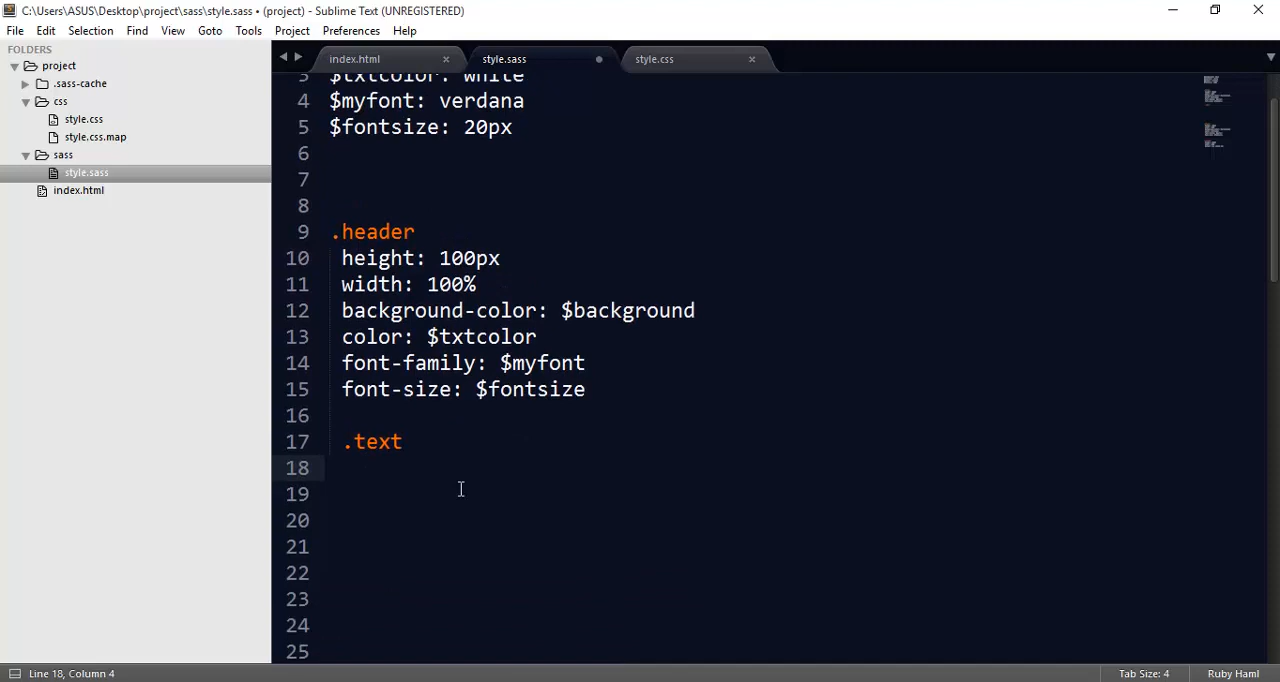 C:\Users\ASUS\Desktop\project\sass\style.sass • (project) - Sublime Text (UNREGISTERED)
File Edit Selection Find View Goto Tools Project Preferences Help
FOLDERS
project
.sass-cache
css
style.css
style.css.map
sass
style.sass
index.html
index.html × style.sass style.css ×
3 $txtcolor: white
4 $myfont: verdana
5 $fontsize: 20px
6
7
8
9 .header
10 height: 100px
11 width: 100%
12 background-color: $background
13 color: $txtcolor
14 font-family: $myfont
15 font-size: $fontsize
16
17 .text
18
19
20
21
22
23
24
25
Line 18, Column 4 Tab Size: 4 Ruby Haml